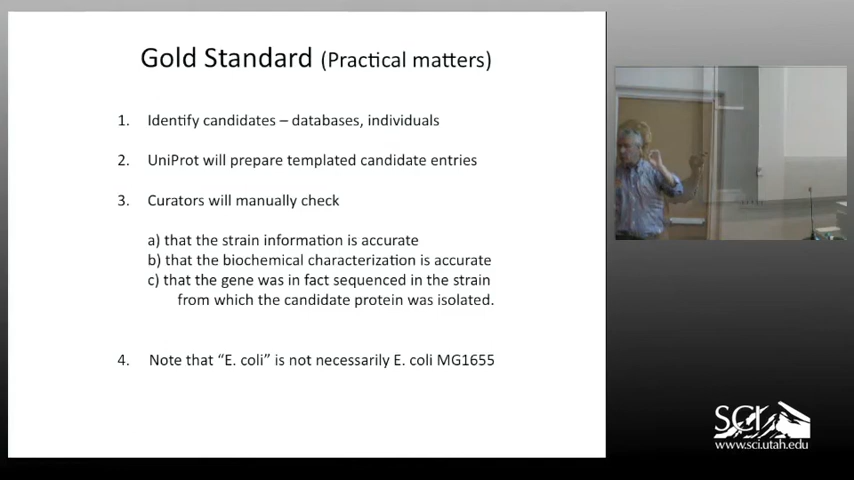 Gold Standard (Practical matters)
1. Identify candidates – databases, individuals
2. UniProt will prepare templated candidate entries
3. Curators will manually check
a) that the strain information is accurate
b) that the biochemical characterization is accurate
c) that the gene was in fact sequenced in the strain
from which the candidate protein was isolated.
4. Note that “E. coli” is not necessarily E. coli MG1655
SCI
www.sci.utah.edu